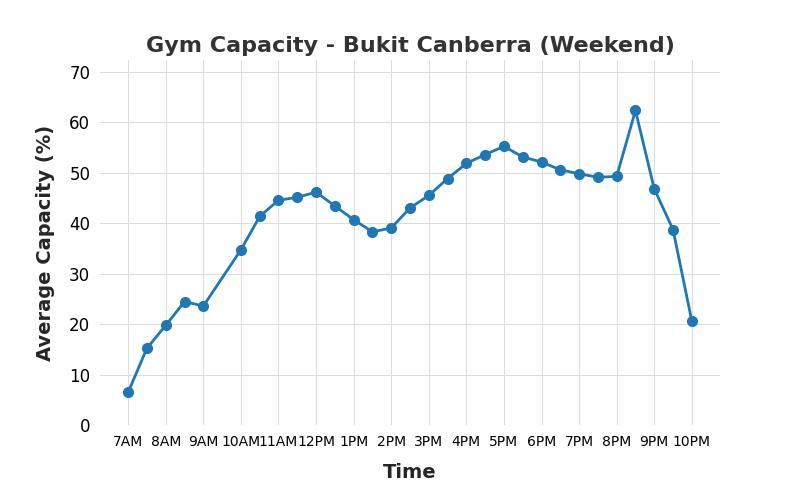 Gym Capacity - Bukit Canberra (Weekend)
70
60
50
40
30
20
10
0
Average Capacity (%)
7AM 8AM 9AM 10AM 11AM 12PM 1PM 2PM 3PM 4PM 5PM 6PM 7PM 8PM 9PM 10PM
Time